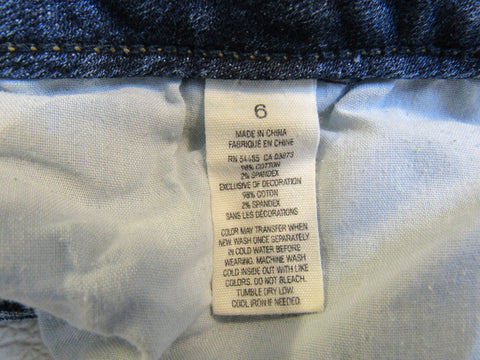 6
MADE IN CHINA
FABRIQUÉ EN CHINE
RN 54485 CA 03873
98% COTTON
2% SPANDEX
EXCLUSIVE OF DECORATION
98% COTON
2% SPANDEX
SANS LES DÉCORATIONS
COLOR MAY TRANSFER WHEN
NEW. WASH ONCE SEPARATELY
IN COLD WATER BEFORE
WEARING. MACHINE WASH
COLD INSIDE OUT WITH LIKE
COLORS. DO NOT BLEACH.
TUMBLE DRY LOW.
COOL IRON IF NEEDED.